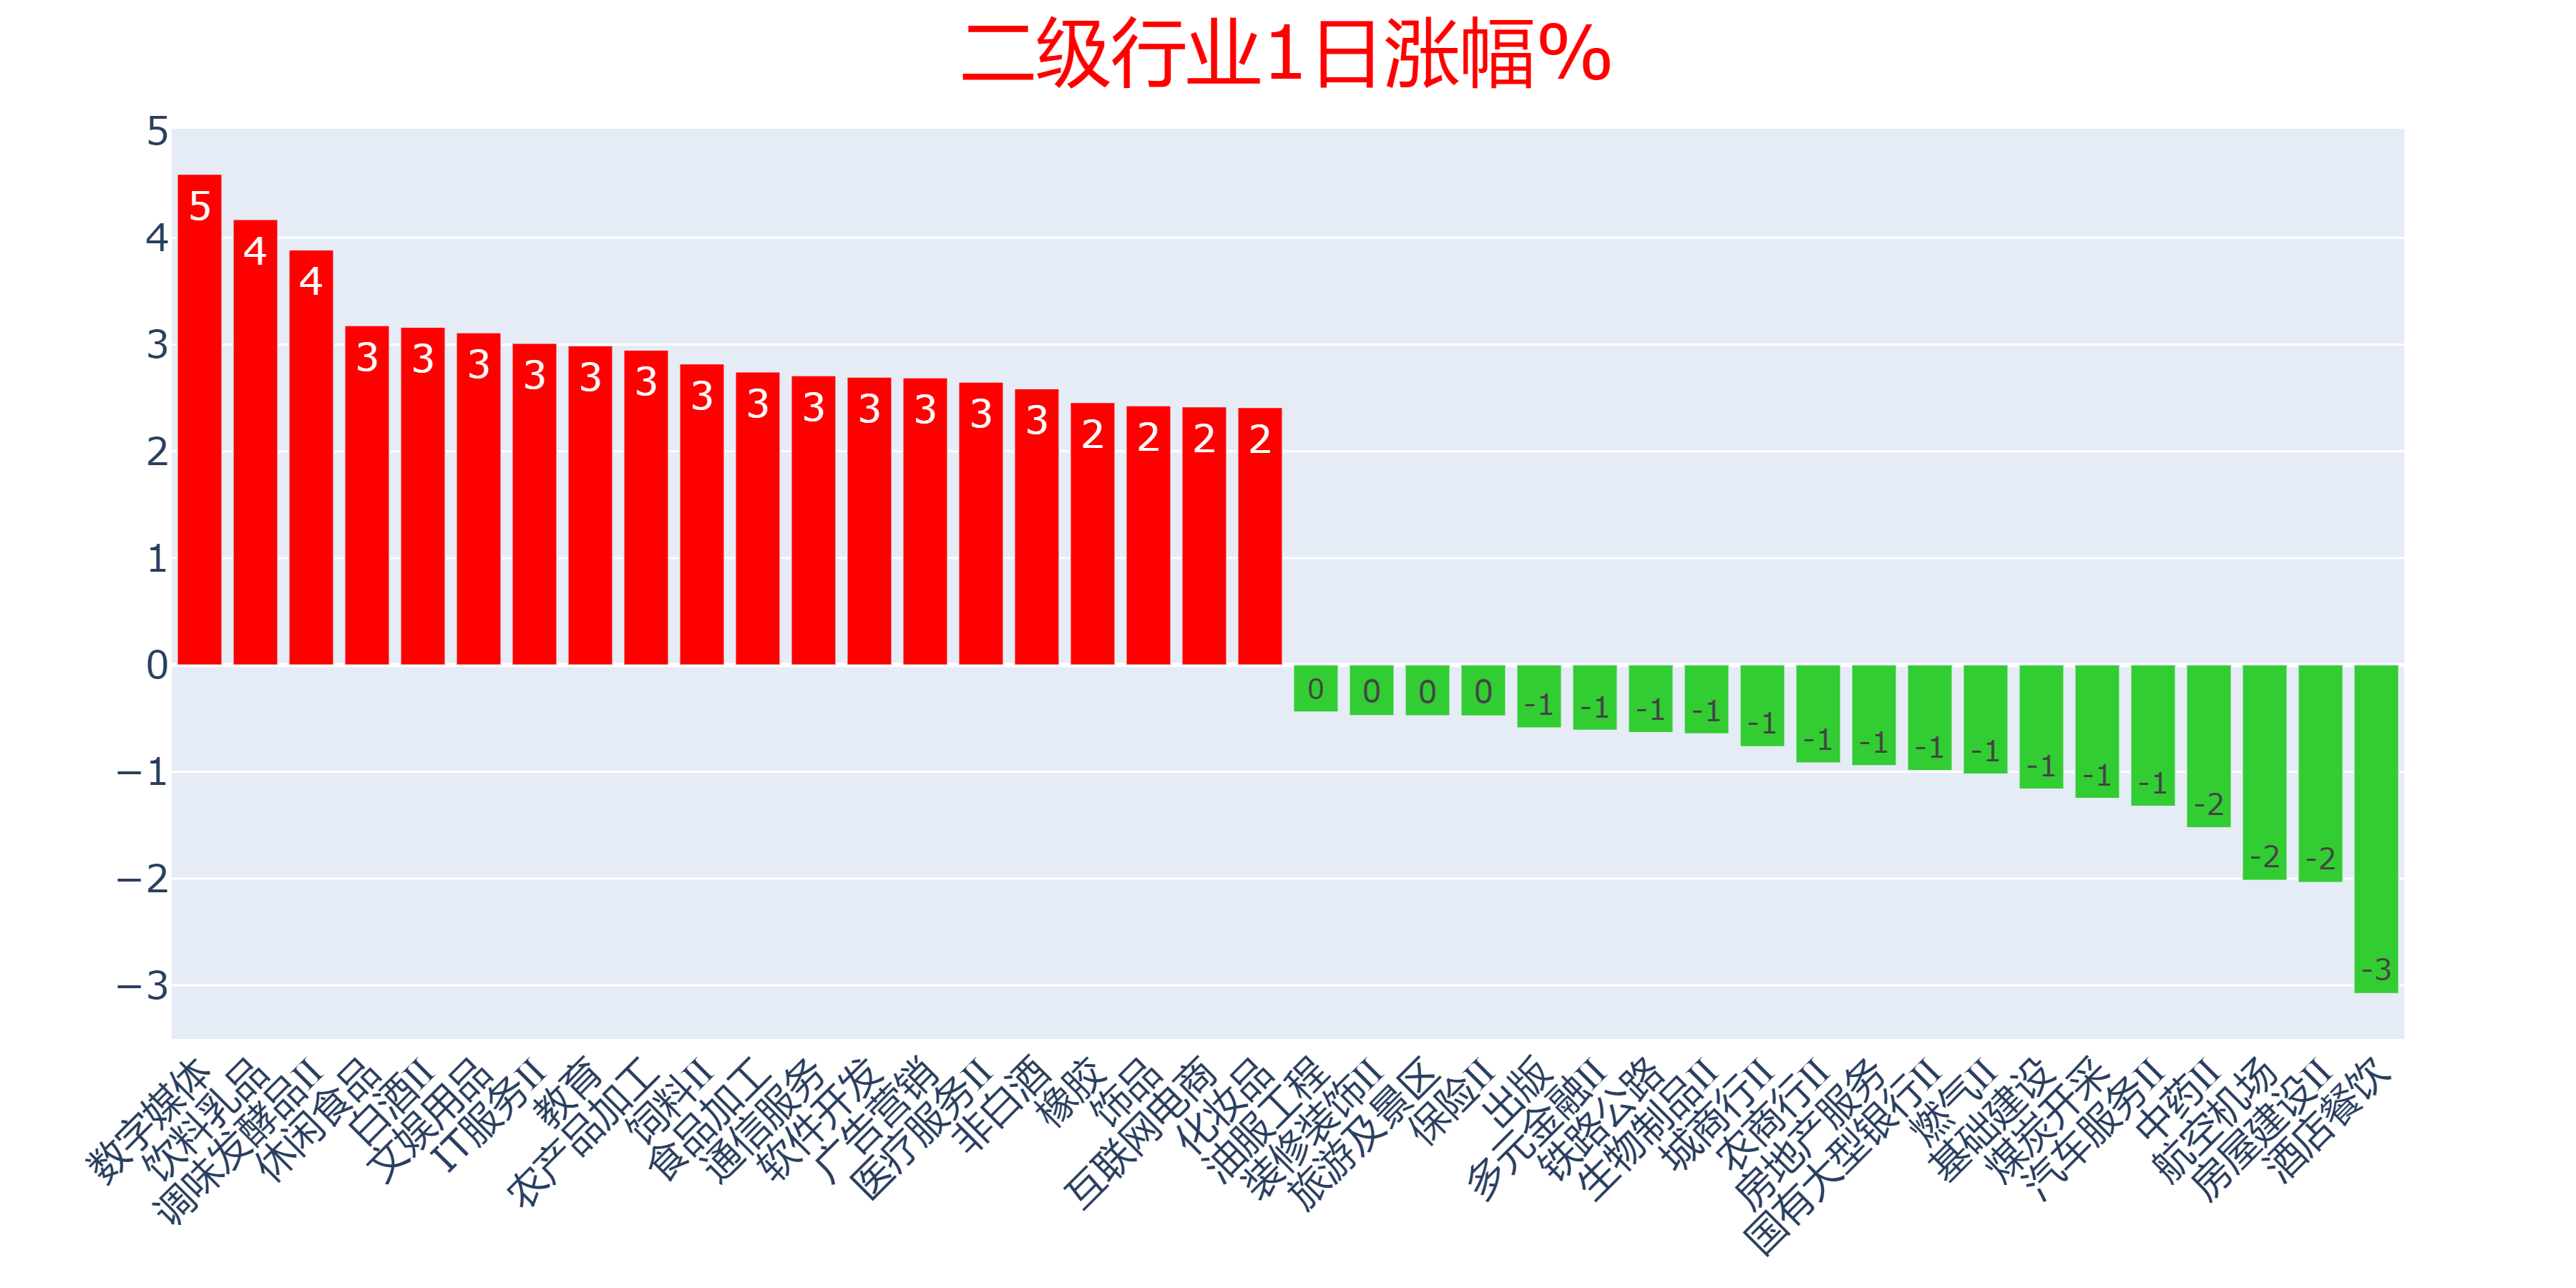 二级行业1日涨幅%
5
4
3
2
1
0
−1
−2
−3
5
4
4
3
3
3
3
3
3
3
3
3
3
3
3
3
2
2
2
2
0
0
0
0
-1
-1
-1
-1
-1
-1
-1
-1
-1
-1
-1
-1
-2
-2
-2
-3
数字媒体
饮料乳品
调味发酵品Ⅱ
休闲食品
白酒Ⅱ
文娱用品
IT服务Ⅱ
教育
农产品加工
饲料Ⅱ
食品加工
通信服务
软件开发
广告营销
医疗服务Ⅱ
非白酒
橡胶
饰品
互联网电商
化妆品
油服工程
装修装饰Ⅱ
旅游及景区
保险Ⅱ
出版
多元金融Ⅱ
铁路公路
生物制品Ⅱ
城商行Ⅱ
农商行Ⅱ
房地产服务
国有大型银行Ⅱ
燃气Ⅱ
基础建设
煤炭开采
汽车服务Ⅱ
中药Ⅱ
航空机场
房屋建设Ⅱ
酒店餐饮